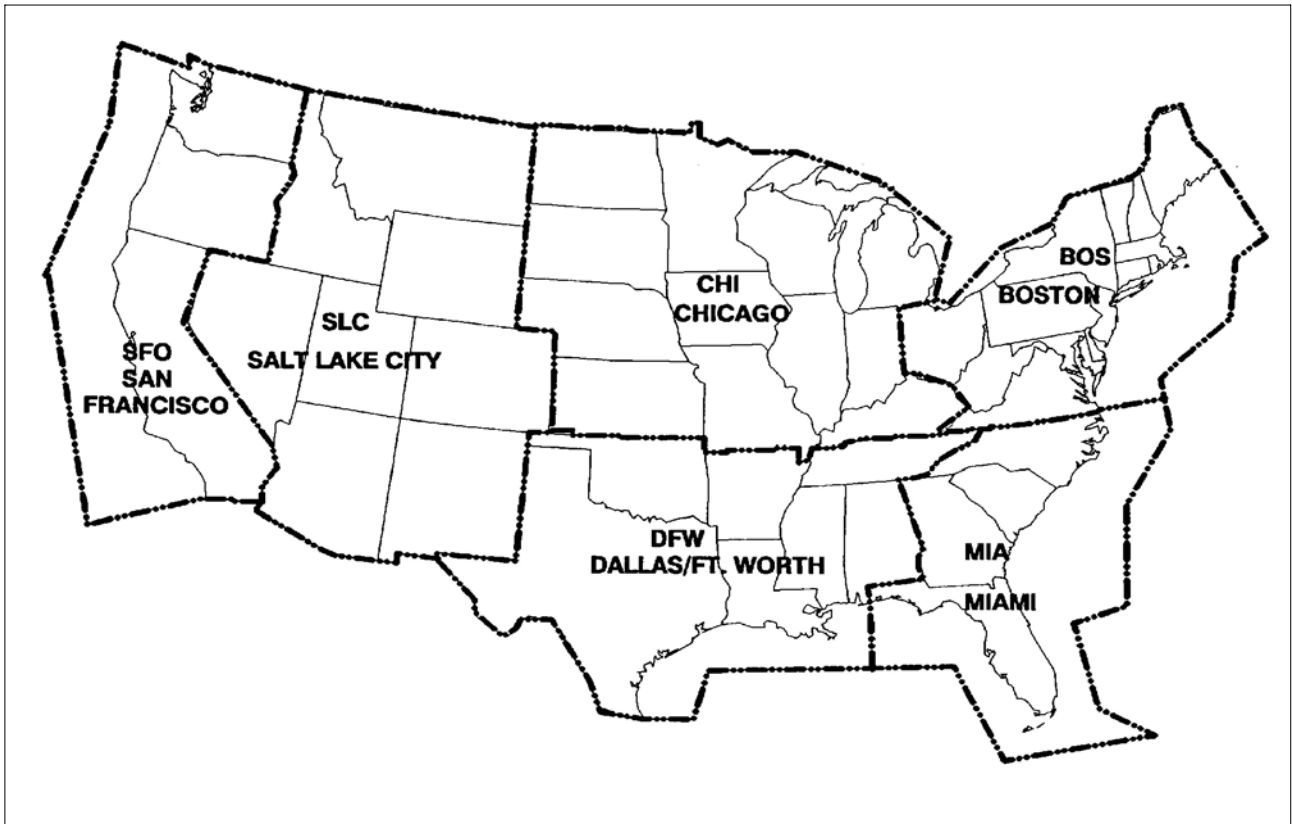 BOS
BOSTON
CHI
CHICAGO
SLC
SALT LAKE CITY
SFO
SAN
FRANCISCO
DFW
DALLAS/FT. WORTH
MIA
MIAMI